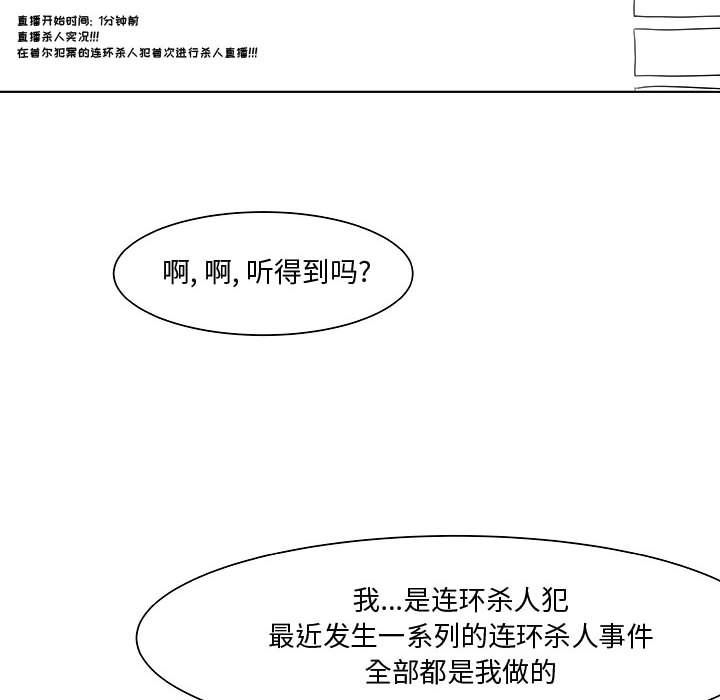 直播开始时间: 1分钟前
直播杀人实况!!!
在首尔犯案的连环杀人犯首次进行杀人直播!!!
啊, 啊, 听得到吗?
我...是连环杀人犯
最近发生一系列的连环杀人事件
全部都是我做的